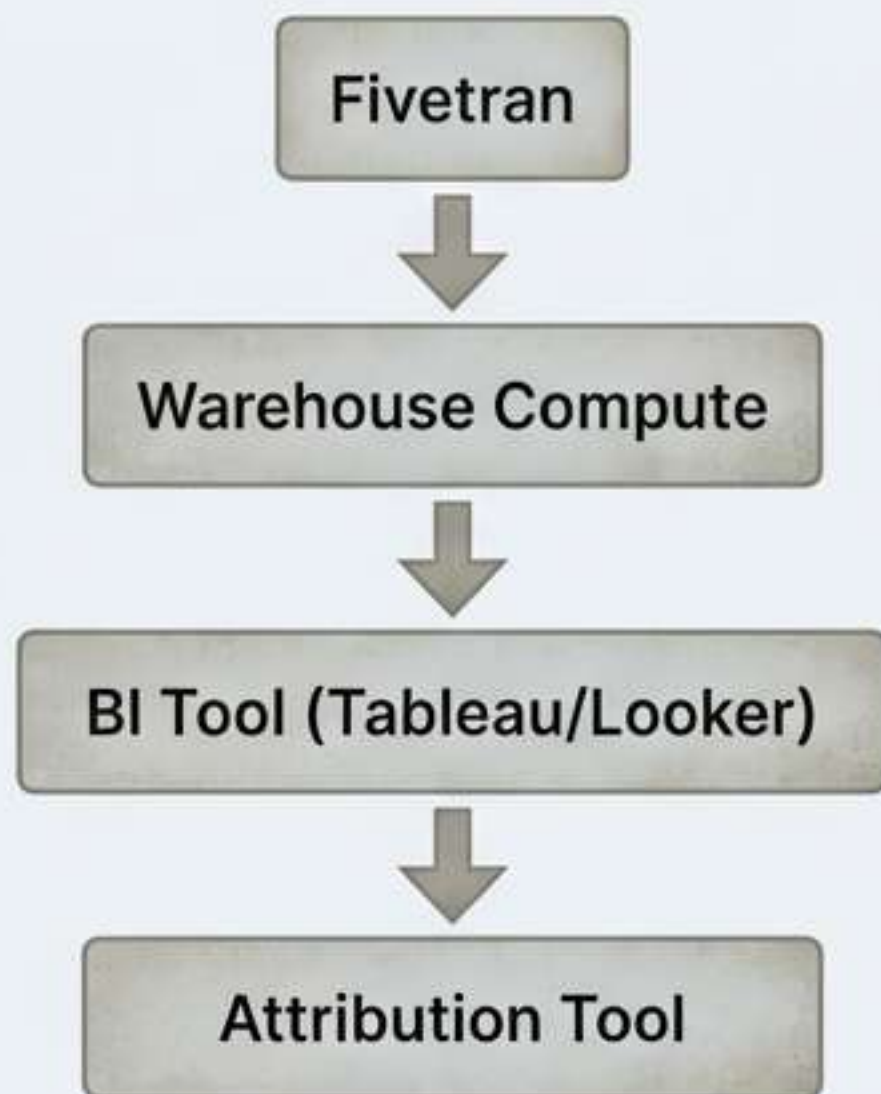 Fivetran
Warehouse Compute
BI Tool (Tableau/Looker)
Attribution Tool